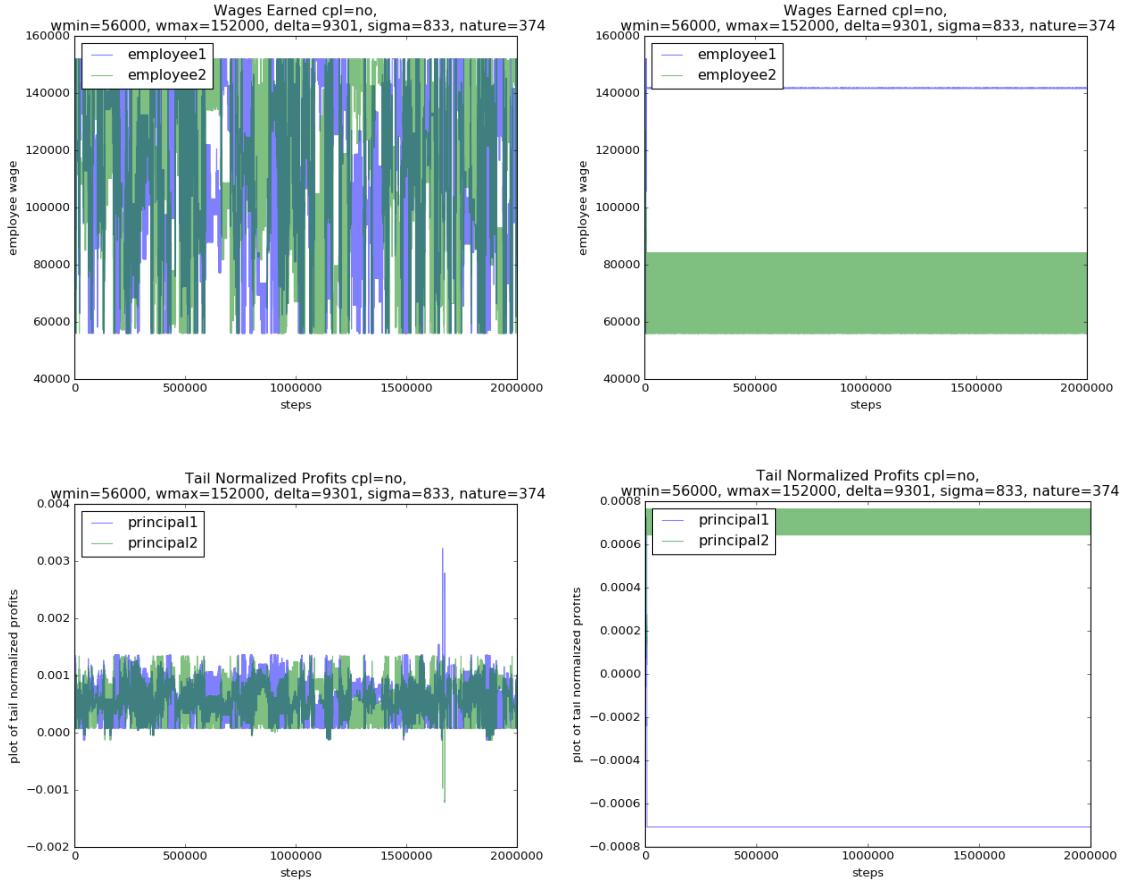 Wages Earned cpl=no,
wmin=56000, wmax=152000, delta=9301, sigma=833, nature=374
160000
140000
120000
100000
80000
60000
40000
employee wage
employee1
employee2
0
500000
1000000
1500000
2000000
steps
Wages Earned cpl=no,
wmin=56000, wmax=152000, delta=9301, sigma=833, nature=374
160000
140000
120000
100000
80000
60000
40000
employee wage
employee1
employee2
0
500000
1000000
1500000
2000000
steps
Tail Normalized Profits cpl=no,
wmin=56000, wmax=152000, delta=9301, sigma=833, nature=374
0.004
0.003
0.002
0.001
0.000
−0.001
−0.002
plot of tail normalized profits
principal1
principal2
0
500000
1000000
1500000
2000000
steps
Tail Normalized Profits cpl=no,
wmin=56000, wmax=152000, delta=9301, sigma=833, nature=374
0.0008
0.0006
0.0004
0.0002
0.0000
−0.0002
−0.0004
−0.0006
−0.0008
plot of tail normalized profits
principal1
principal2
0
500000
1000000
1500000
2000000
steps